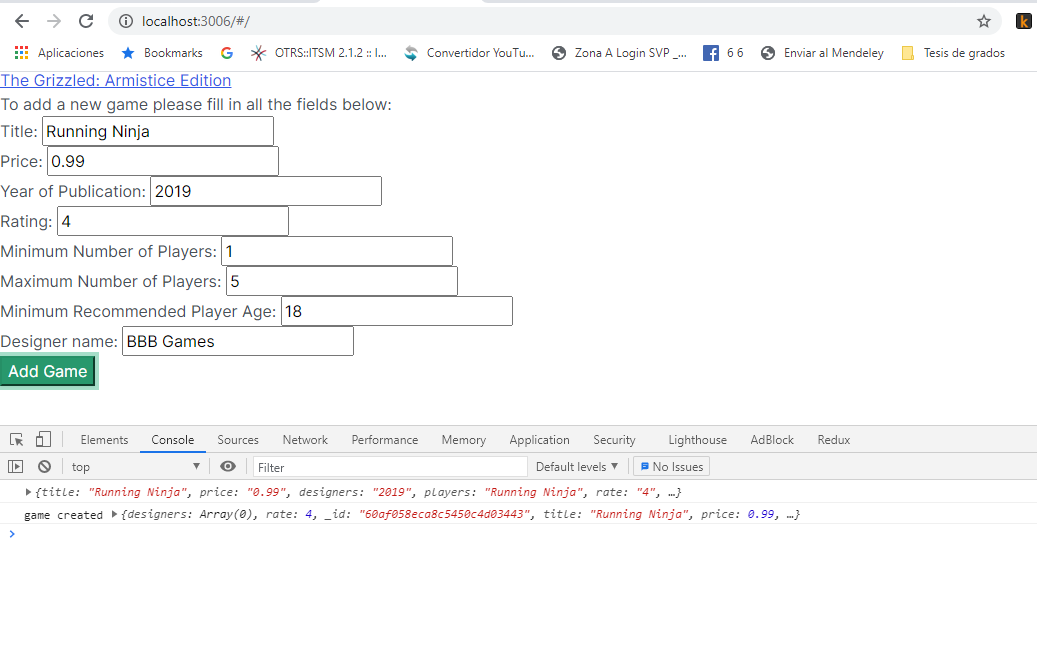 localhost:3006/#/
k
Aplicaciones Bookmarks OTRS::ITSM 2.1.2 :: I... Convertidor YouTu... Zona A Login SVP _... 6 6 Enviar al Mendeley Tesis de grados
The Grizzled: Armistice Edition
To add a new game please fill in all the fields below:
Title: Running Ninja
Price: 0.99
Year of Publication: 2019
Rating: 4
Minimum Number of Players: 1
Maximum Number of Players: 5
Minimum Recommended Player Age: 18
Designer name: BBB Games
Add Game
Elements Console Sources Network Performance Memory Application Security Lighthouse AdBlock Redux
top ▼ Filter Default levels ▼ No Issues
▶{title: "Running Ninja", price: "0.99", designers: "2019", players: "Running Ninja", rate: "4", …}
game created ▶{designers: Array(0), rate: 4, _id: "60af058eca8c5450c4d03443", title: "Running Ninja", price: 0.99, …}
>